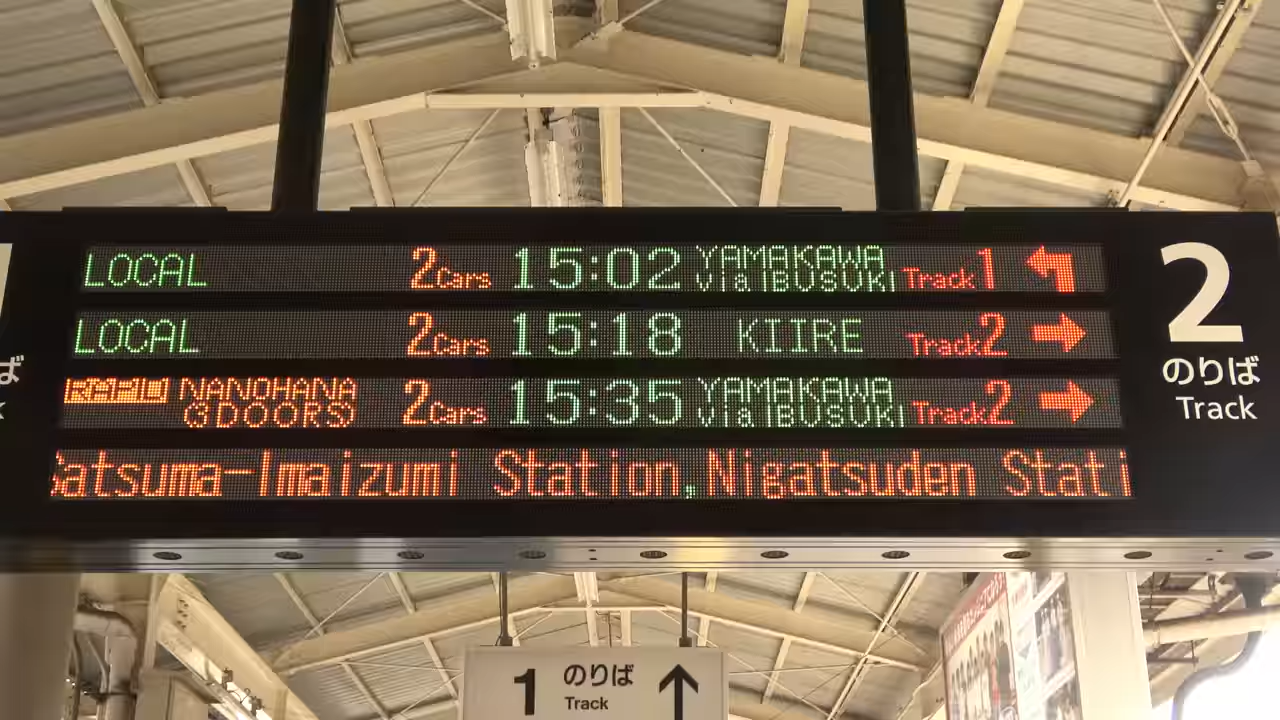 LOCAL 2Cars 15:02 YAMAKAWA Via IBUSUKI Track1
LOCAL 2Cars 15:18 KIIRE Track2
RAPID NANOHANA (3DOORS) 2Cars 15:35 YAMAKAWA Via IBUSUKI Track2
Satsuma-Imaizumi Station,Nigatsuden Stati
2
のりば
Track
ば
1 のりば
Track